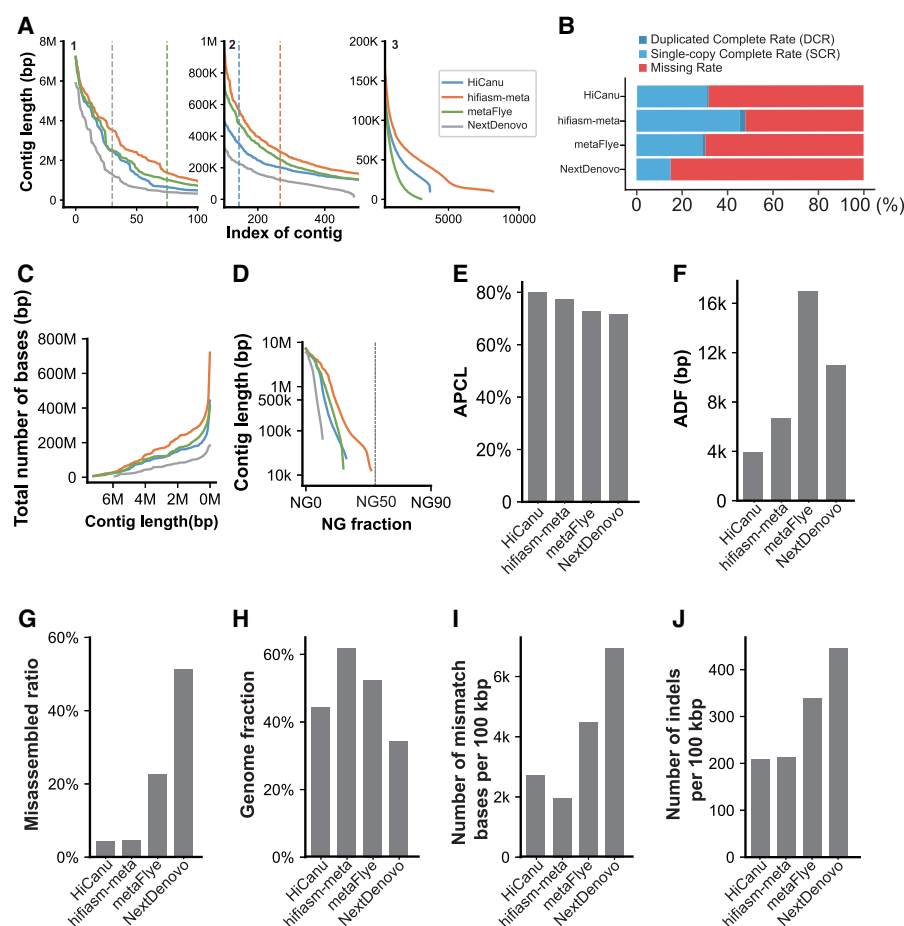 A
1
8M
6M
4M
2M
0
0
50
100
Contig length (bp)
2
1M
800K
600K
400K
200K
0
200
400
Index of contig
3
200K
150K
100K
50K
0
5000
10000
HiCanu
hifiasm-meta
metaFlye
NextDenovo
B
Duplicated Complete Rate (DCR)
Single-copy Complete Rate (SCR)
Missing Rate
HiCanu
hifiasm-meta
metaFlye
NextDenovo
0 20 40 60 80 100 (%)
C
Total number of bases (bp)
800M
600M
400M
200M
0
6M 4M 2M 0M
Contig length(bp)
D
Contig length (bp)
10M
1M
500K
100K
10k
NG0 NG50 NG90
NG fraction
E
APCL
80%
60%
40%
20%
0
HiCanu
hifiasm-meta
metaFlye
NextDenovo
F
ADF (bp)
16k
12k
8k
4k
0
HiCanu
hifiasm-meta
metaFlye
NextDenovo
G
Misassembled ratio
60%
40%
20%
0%
HiCanu
hifiasm-meta
metaFlye
NextDenovo
H
Genome fraction
60%
40%
20%
0%
HiCanu
hifiasm-meta
metaFlye
NextDenovo
I
Number of mismatch
bases per 100 kbp
6k
4k
2k
0
HiCanu
hifiasm-meta
metaFlye
NextDenovo
J
Number of indels
per 100 kbp
400
300
200
100
0
HiCanu
hifiasm-meta
metaFlye
NextDenovo